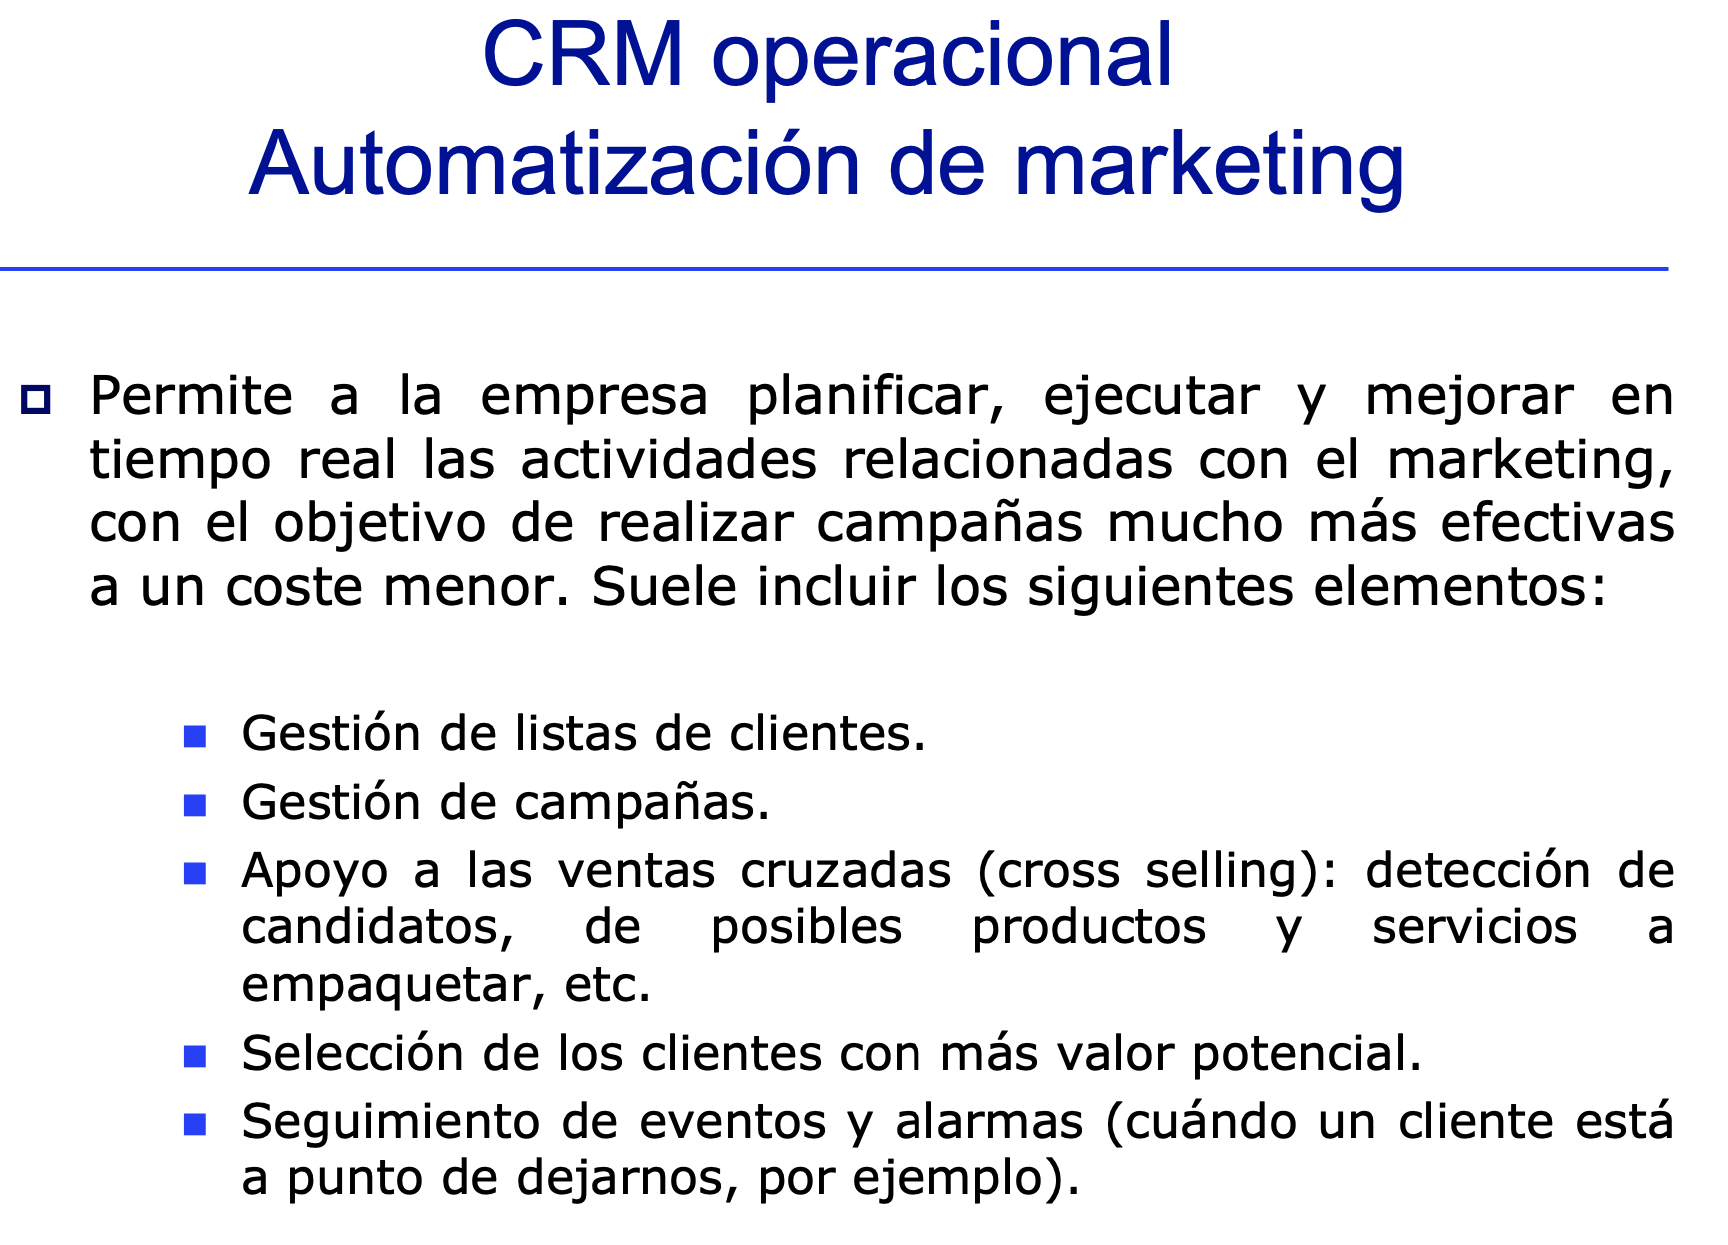 CRM operacional
Automatización de marketing
Permite a la empresa planificar, ejecutar y mejorar en
tiempo real las actividades relacionadas con el marketing,
con el objetivo de realizar campañas mucho más efectivas
a un coste menor. Suele incluir los siguientes elementos:
Gestión de listas de clientes.
Gestión de campañas.
Apoyo a las ventas cruzadas (cross selling): detección de
candidatos, de posibles productos y servicios a
empaquetar, etc.
Selección de los clientes con más valor potencial.
Seguimiento de eventos y alarmas (cuándo un cliente está
a punto de dejarnos, por ejemplo).